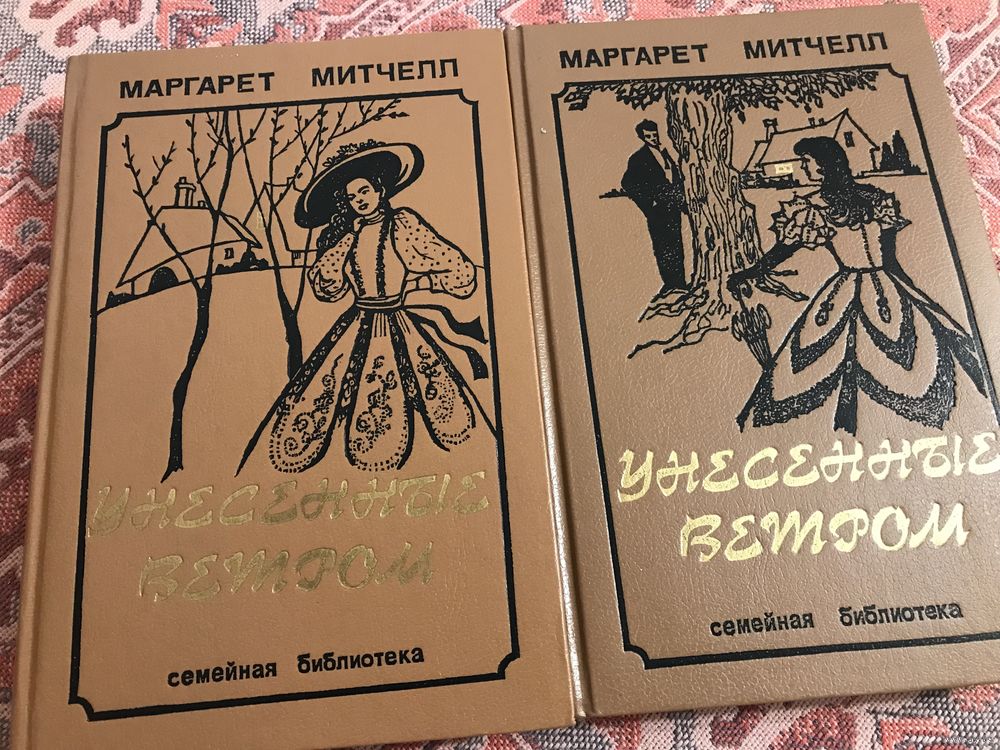 МАРГАРЕТ МИТЧЕЛЛ
УНЕСЕННЫЕ
ВЕТРОМ
семейная библиотека
МАРГАРЕТ МИТЧЕЛЛ
УНЕСЕННЫЕ
ВЕТРОМ
семейная библиотека